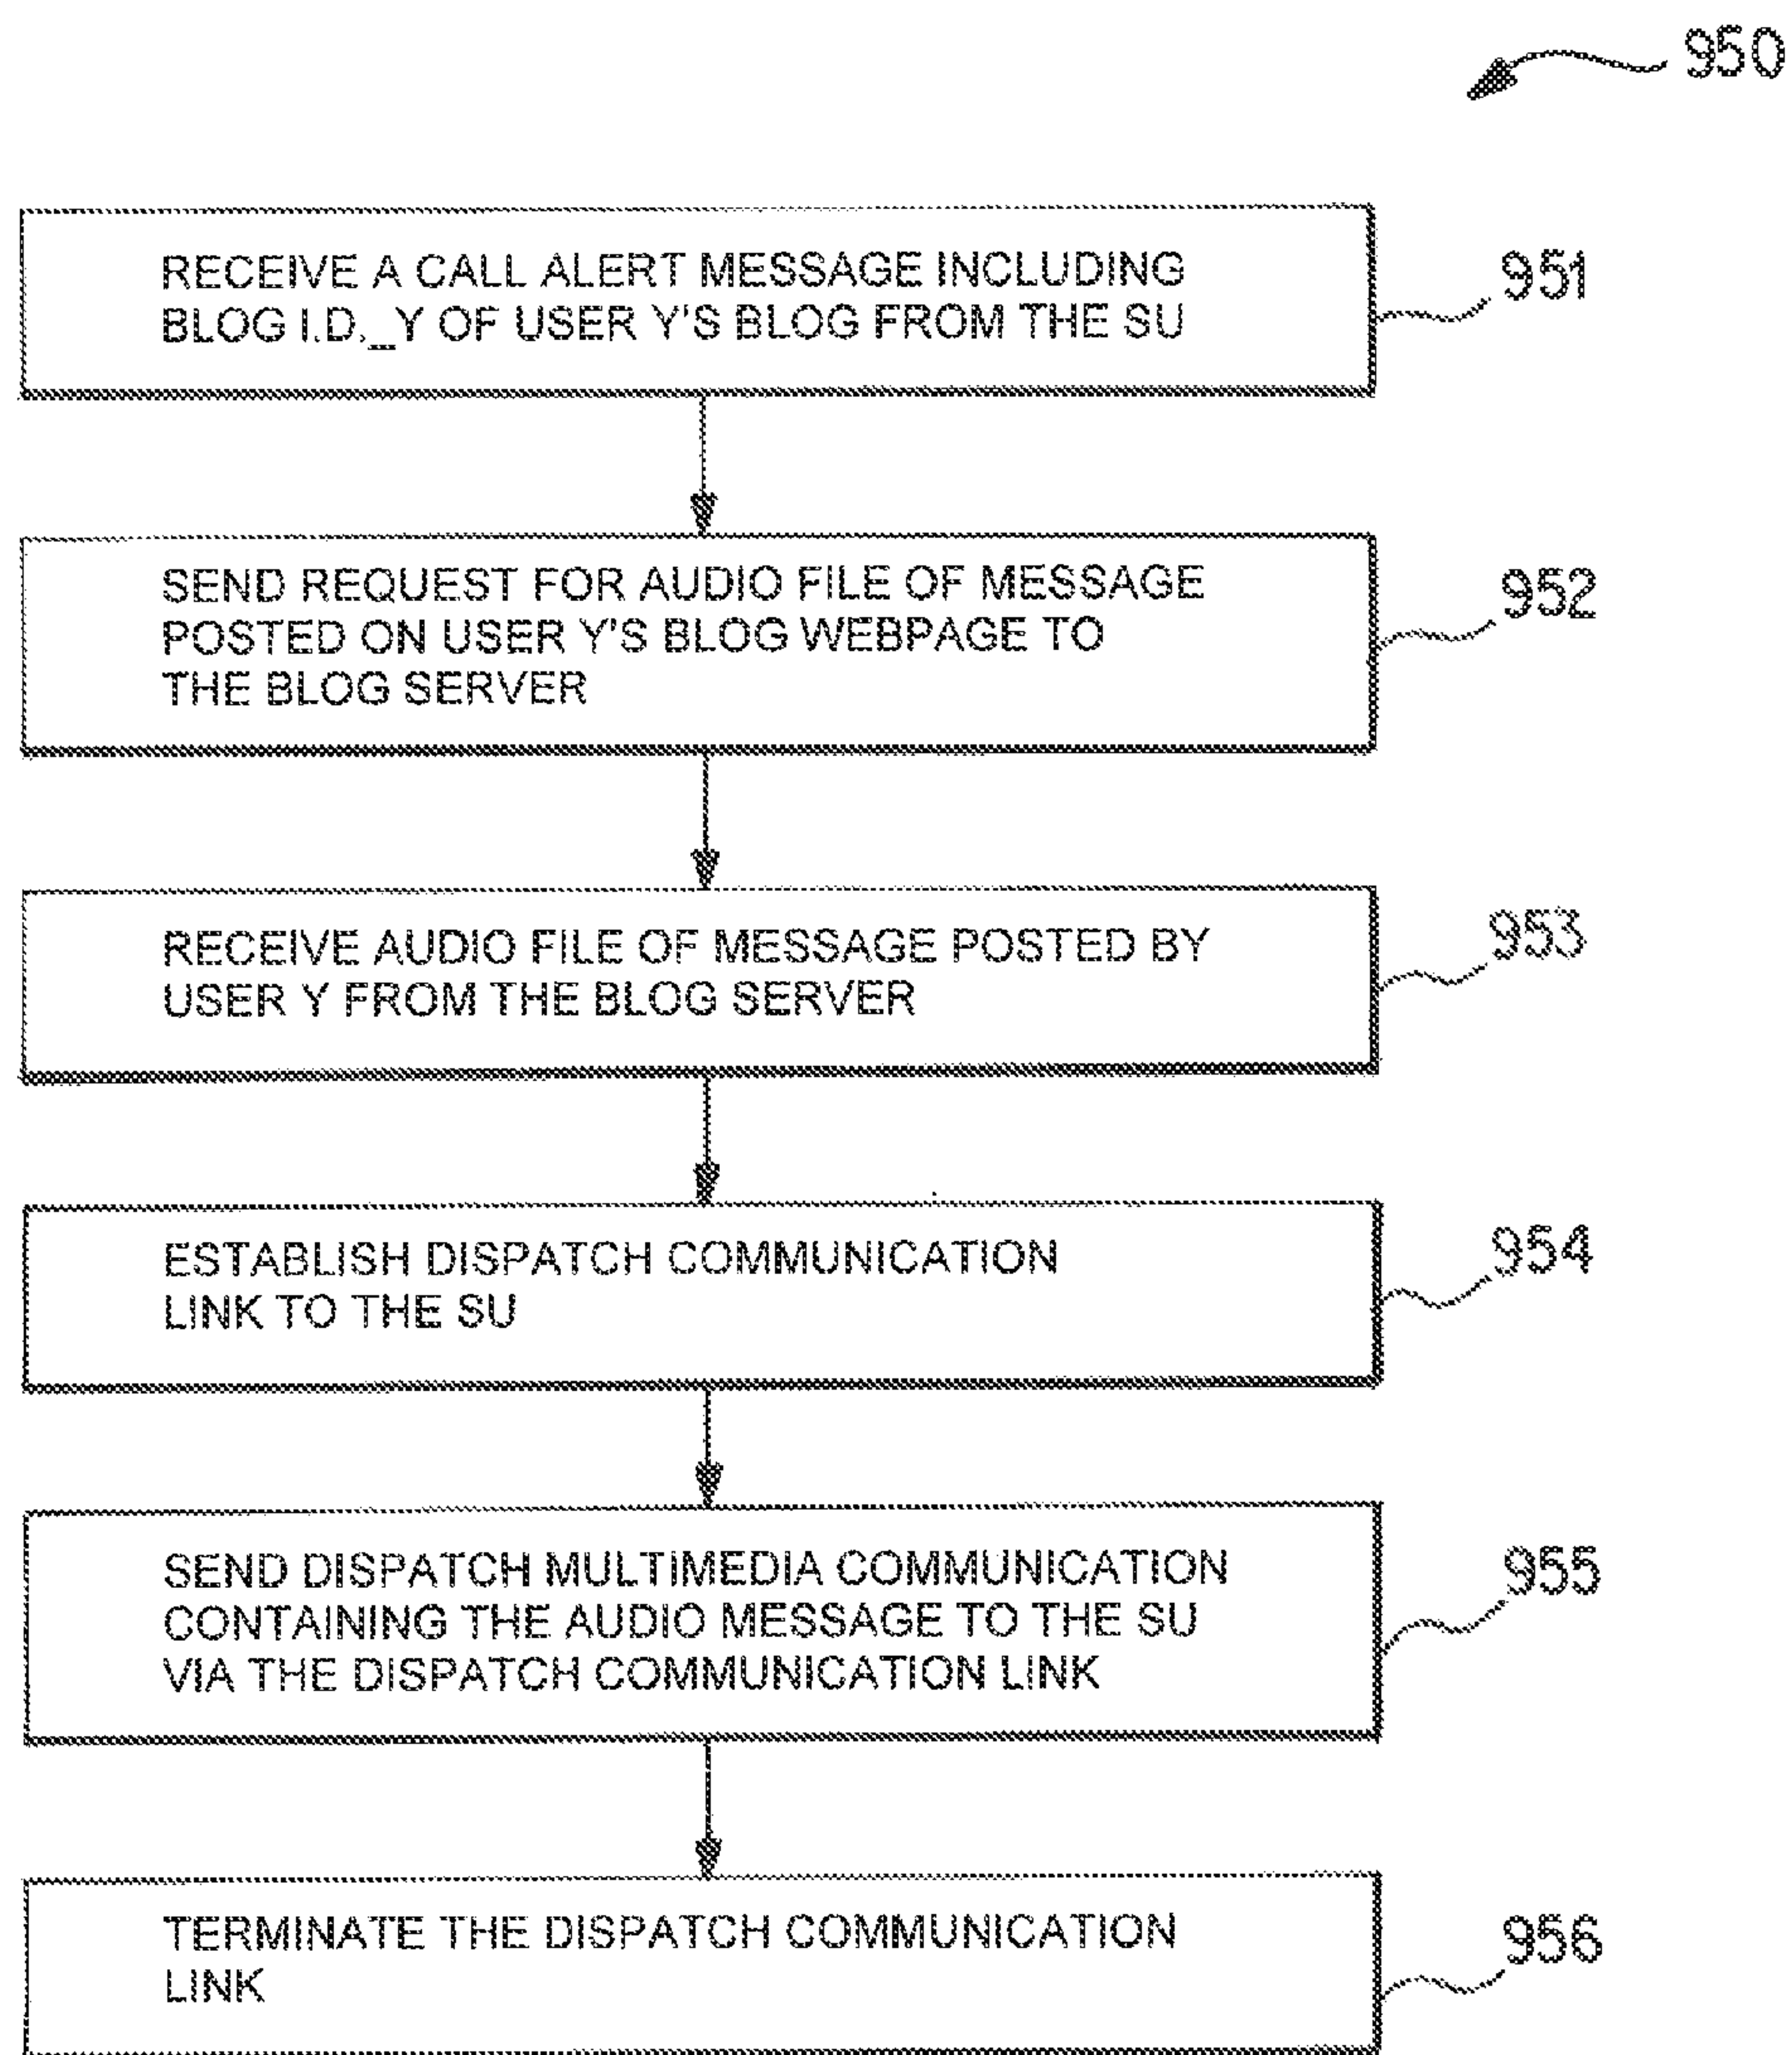 950
RECEIVE A CALL ALERT MESSAGE INCLUDING
BLOG I.D._Y OF USER Y'S BLOG FROM THE SU
951
SEND REQUEST FOR AUDIO FILE OF MESSAGE
POSTED ON USER Y'S BLOG WEBPAGE TO
THE BLOG SERVER
952
RECEIVE AUDIO FILE OF MESSAGE POSTED BY
USER Y FROM THE BLOG SERVER
953
ESTABLISH DISPATCH COMMUNICATION
LINK TO THE SU
954
SEND DISPATCH MULTIMEDIA COMMUNICATION
CONTAINING THE AUDIO MESSAGE TO THE SU
VIA THE DISPATCH COMMUNICATION LINK
955
TERMINATE THE DISPATCH COMMUNICATION
LINK
956